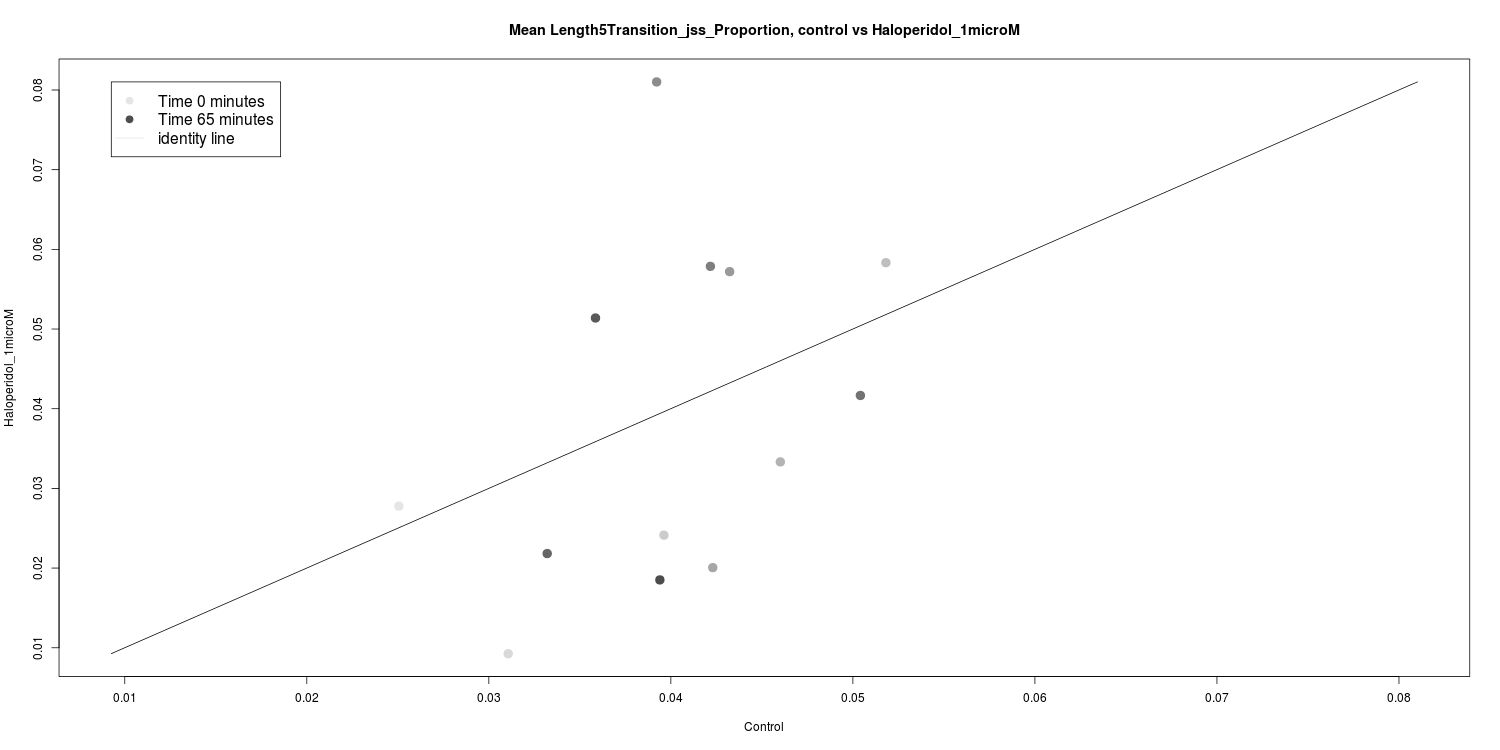 Mean Length5Transition_jss_Proportion, control vs Haloperidol_1microM
Time 0 minutes
Time 65 minutes
identity line
Haloperidol_1microM
0.08
0.07
0.06
0.05
0.04
0.03
0.02
0.01
0.01 0.02 0.03 0.04 0.05 0.06 0.07 0.08
Control